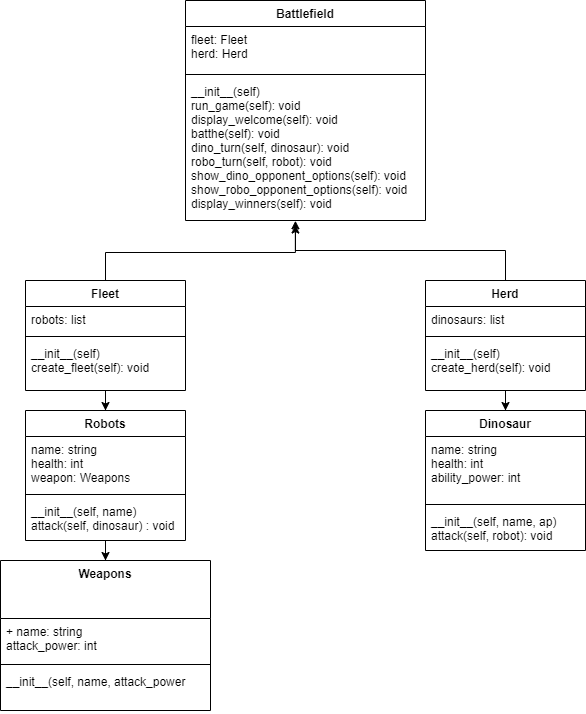 Battlefield
fleet: Fleet
herd: Herd
__init__(self)
run_game(self): void
display_welcome(self): void
batthe(self): void
dino_turn(self, dinosaur): void
robo_turn(self, robot): void
show_dino_opponent_options(self): void
show_robo_opponent_options(self): void
display_winners(self): void
Fleet
robots: list
__init__(self)
create_fleet(self): void
Herd
dinosaurs: list
__init__(self)
create_herd(self): void
Robots
name: string
health: int
weapon: Weapons
__init__(self, name)
attack(self, dinosaur) : void
Dinosaur
name: string
health: int
ability_power: int
__init__(self, name, ap)
attack(self, robot): void
Weapons
+ name: string
attack_power: int
__init__(self, name, attack_power